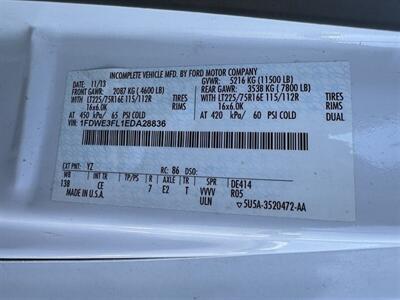 INCOMPLETE VEHICLE MFD. BY FORD MOTOR COMPANY
DATE: 11/13 GVWR: 5216 KG (11500 LB)
FRONT GAWR: 2087 KG (4600 LB) REAR GAWR: 3538 KG (7800 LB)
WITH LT225/75R16E 115/112R TIRES WITH LT225/75R16E 115/112R TIRES
16x6.0K RIMS 16x6.0K RIMS
AT 450 kPa/ 65 PSI COLD AT 420 kPa/ 60 PSI COLD DUAL
VIN: 1FDWE3FL1EDA28836
EXT PNT: YZ RC: 86 DSO:
WB INT TR TP/PS R AXLE TR SPR DE414
138 CE 7 E2 T VVVV R05
ULN 5U5A-3520472-AA